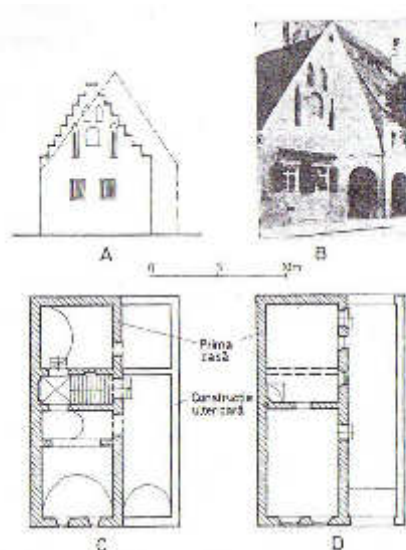 A
B
0 5 10m
Prima
casă
Construcție
ulterioară
C
D